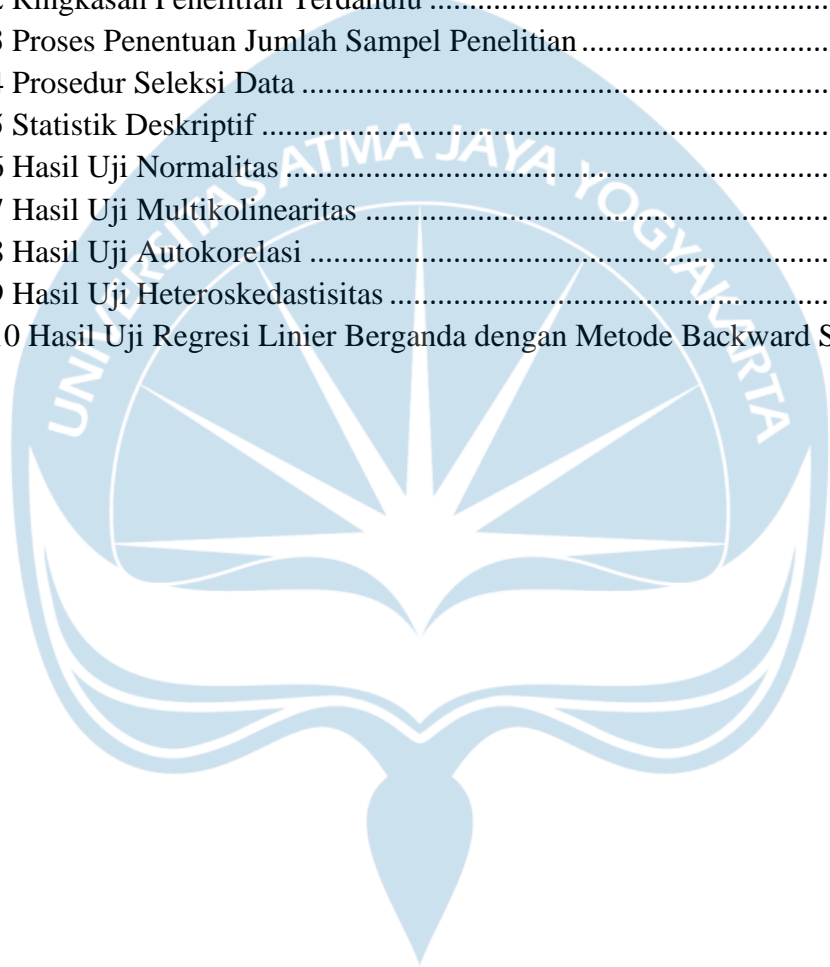 Ringkasan Penelitian Terdahulu ....................................................
3 Proses Penentuan Jumlah Sampel Penelitian ...............................
4 Prosedur Seleksi Data ..................................................................
5 Statistik Deskriptif .......................................................................
6 Hasil Uji Normalitas ....................................................................
7 Hasil Uji Multikolinearitas ..........................................................
8 Hasil Uji Autokorelasi .................................................................
9 Hasil Uji Heteroskedastisitas .......................................................
10 Hasil Uji Regresi Linier Berganda dengan Metode Backward S
UNIVERSITAS ATMA JAYA YOGYAKARTA